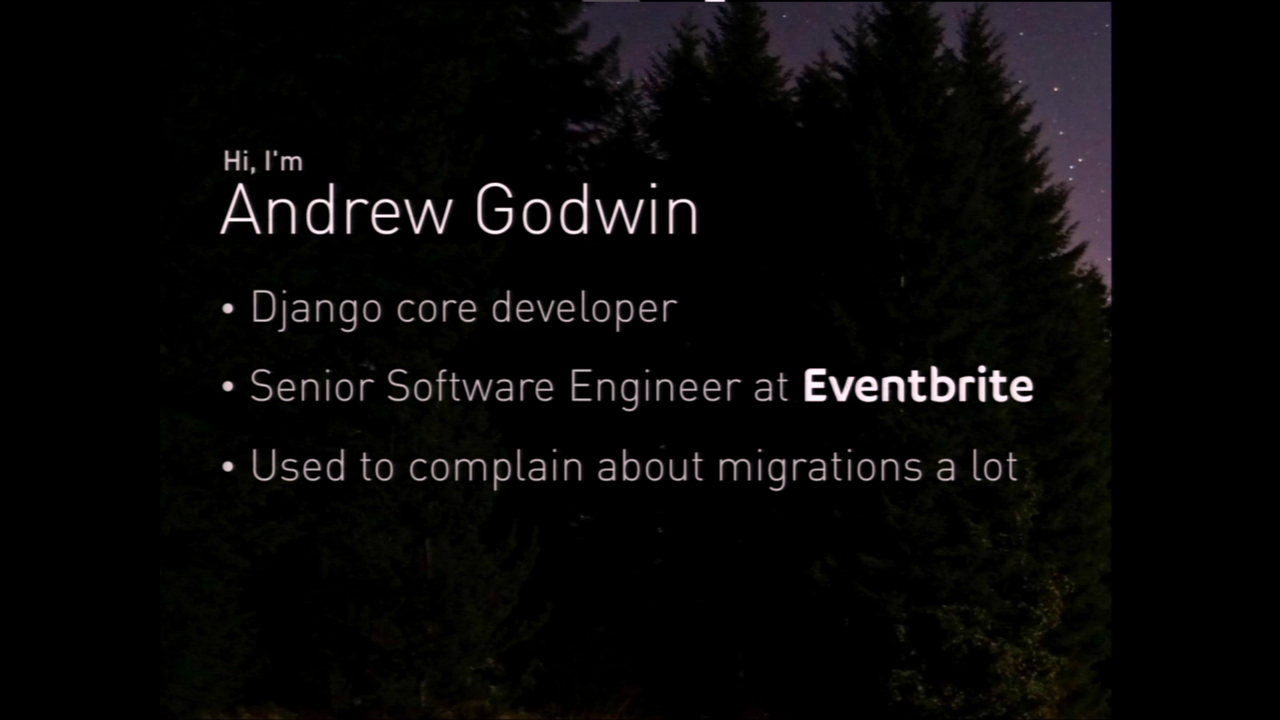 Hi, I'm
Andrew Godwin
• Django core developer
• Senior Software Engineer at Eventbrite
• Used to complain about migrations a lot